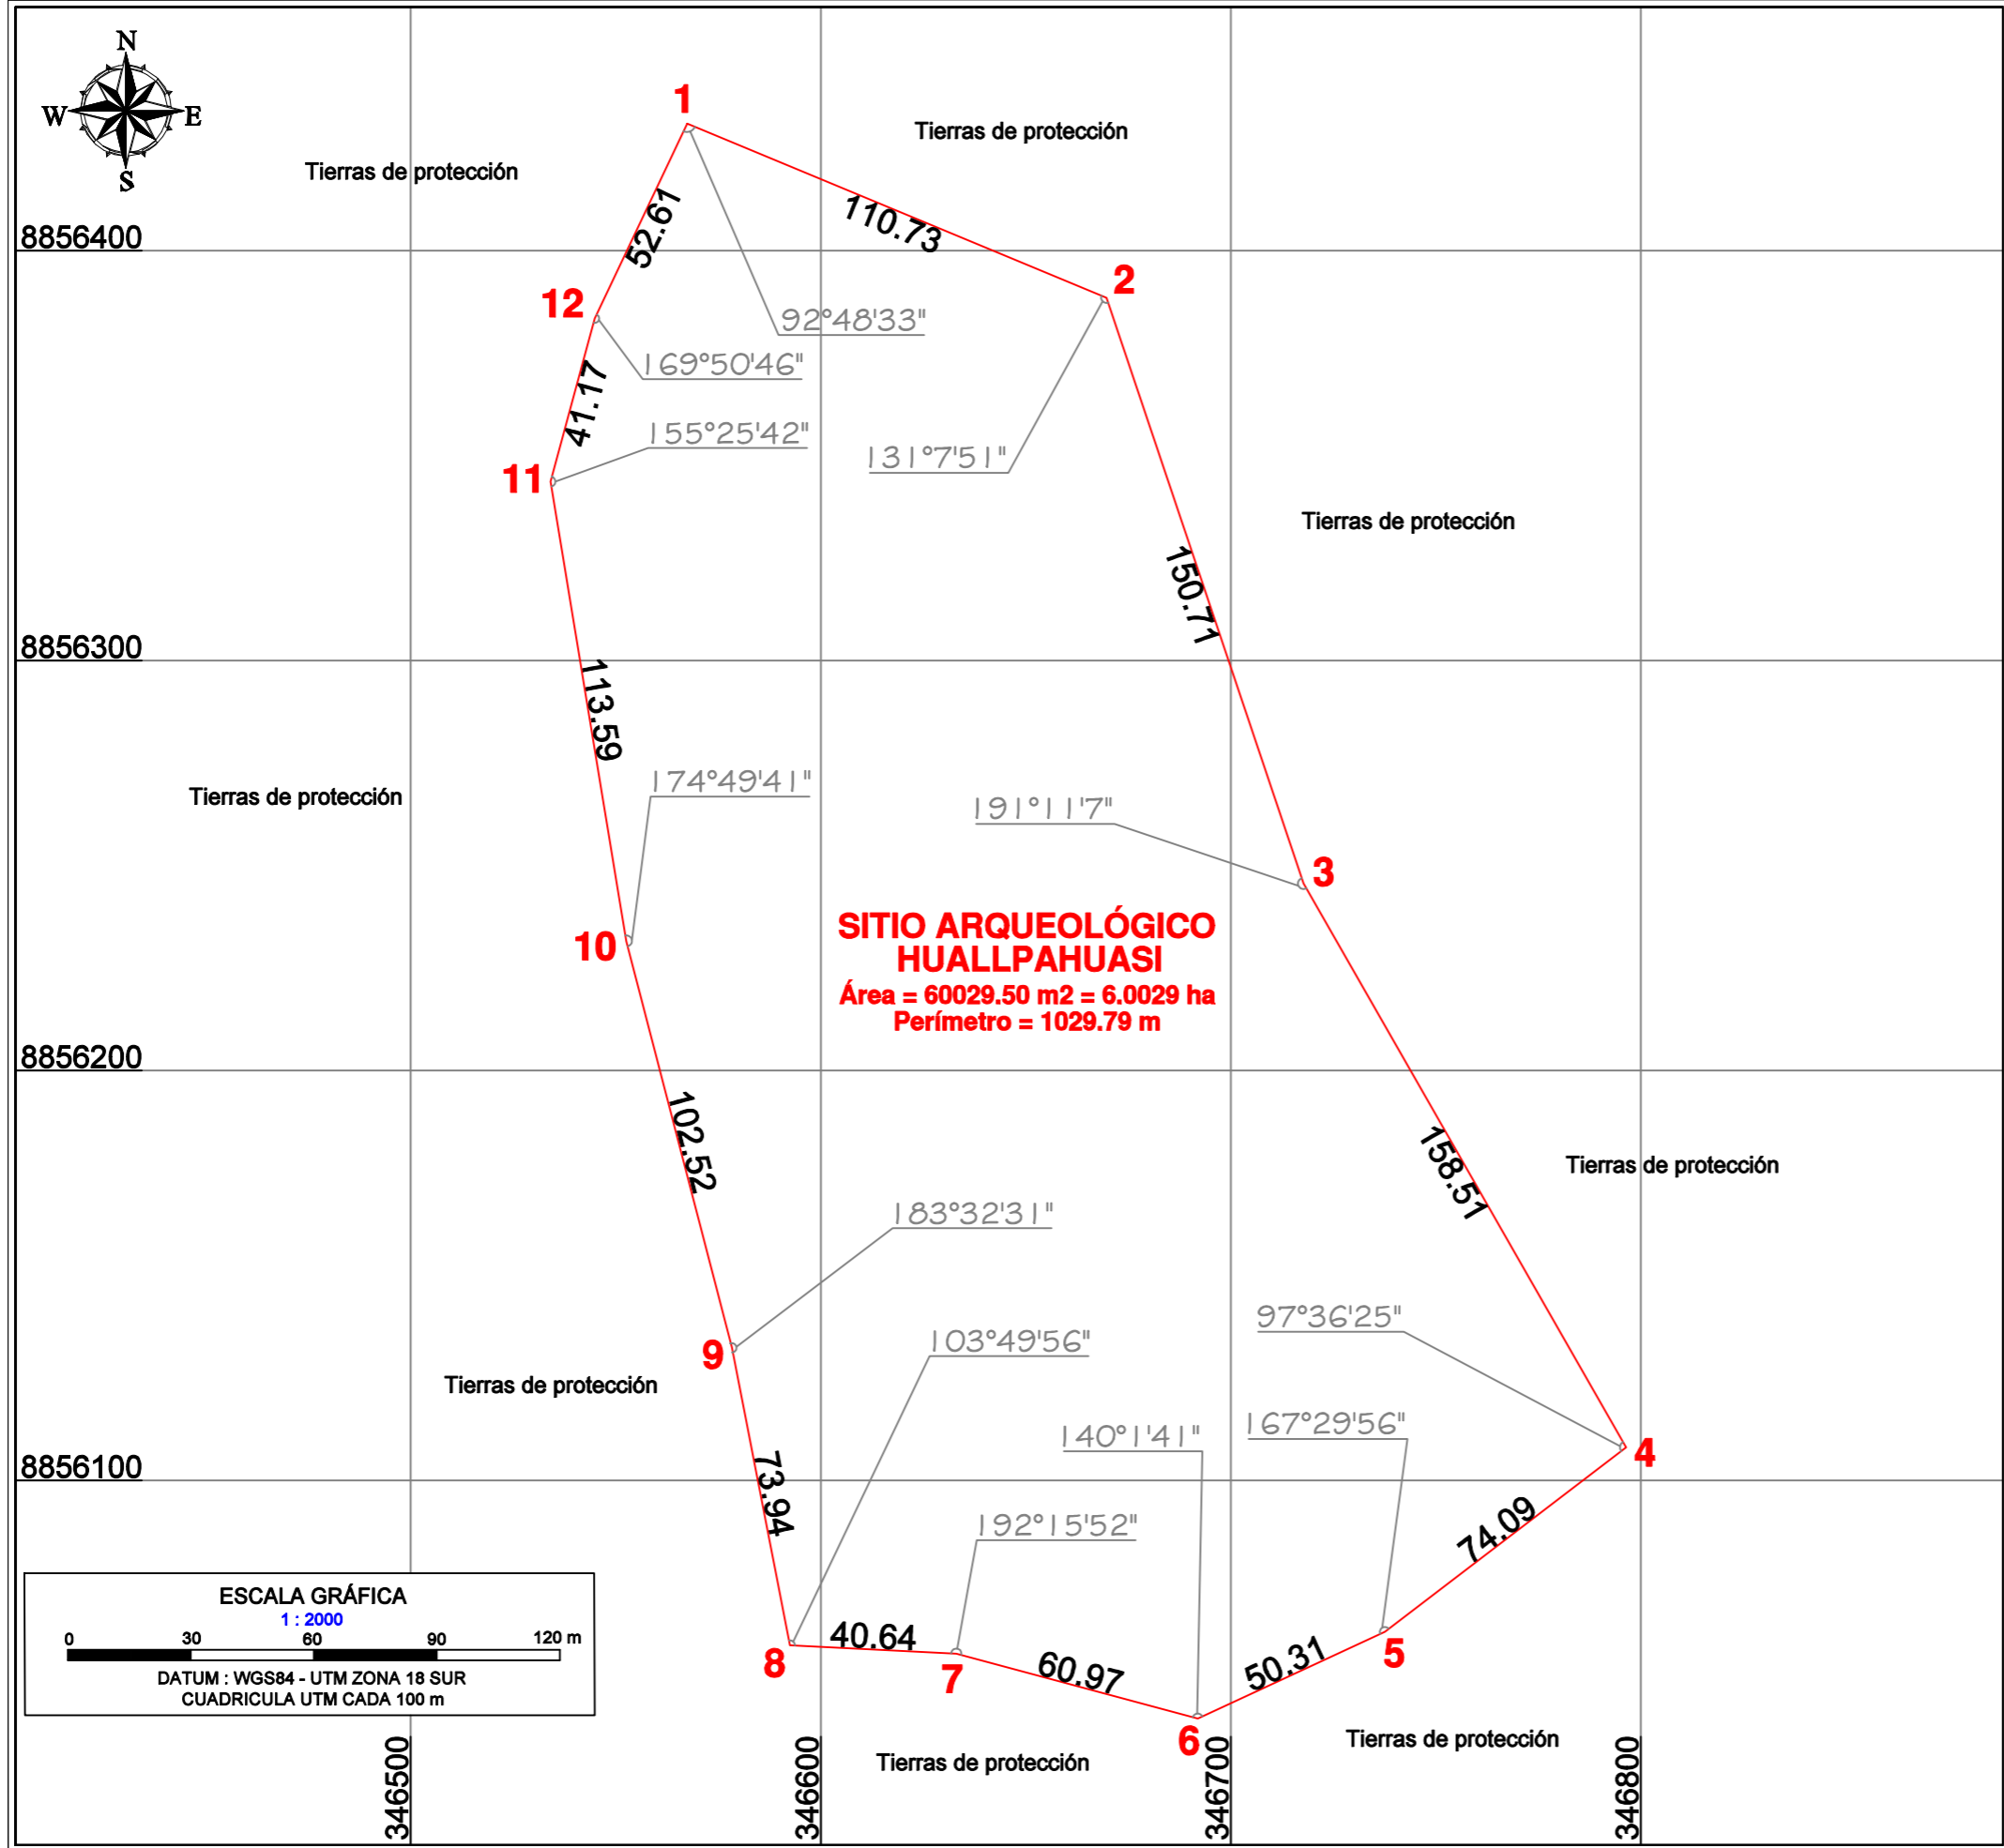 N
W E
S
1
Tierras de protección
Tierras de protección
52.61
110.73
8856400
2
12
92°48'33"
169°50'46"
41.17
155°25'42"
131°7'51"
11
Tierras de protección
150.71
8856300
113.59
174°49'41"
Tierras de protección
191°11'7"
3
10
SITIO ARQUEOLÓGICO
HUALLPAHUASI
Área = 60029.50 m2 = 6.0029 ha
Perímetro = 1029.79 m
8856200
102.52
158.51
Tierras de protección
183°32'31"
97°36'25"
103°49'56"
9
Tierras de protección
140°1'41"
167°29'56"
4
8856100
73.94
192°15'52"
74.09
ESCALA GRÁFICA
1 : 2000
0 30 60 90 120 m
DATUM : WGS84 - UTM ZONA 18 SUR
CUADRICULA UTM CADA 100 m
8
40.64
7
60.97
50.31
5
6
Tierras de protección
Tierras de protección
346500
346600
346700
346800